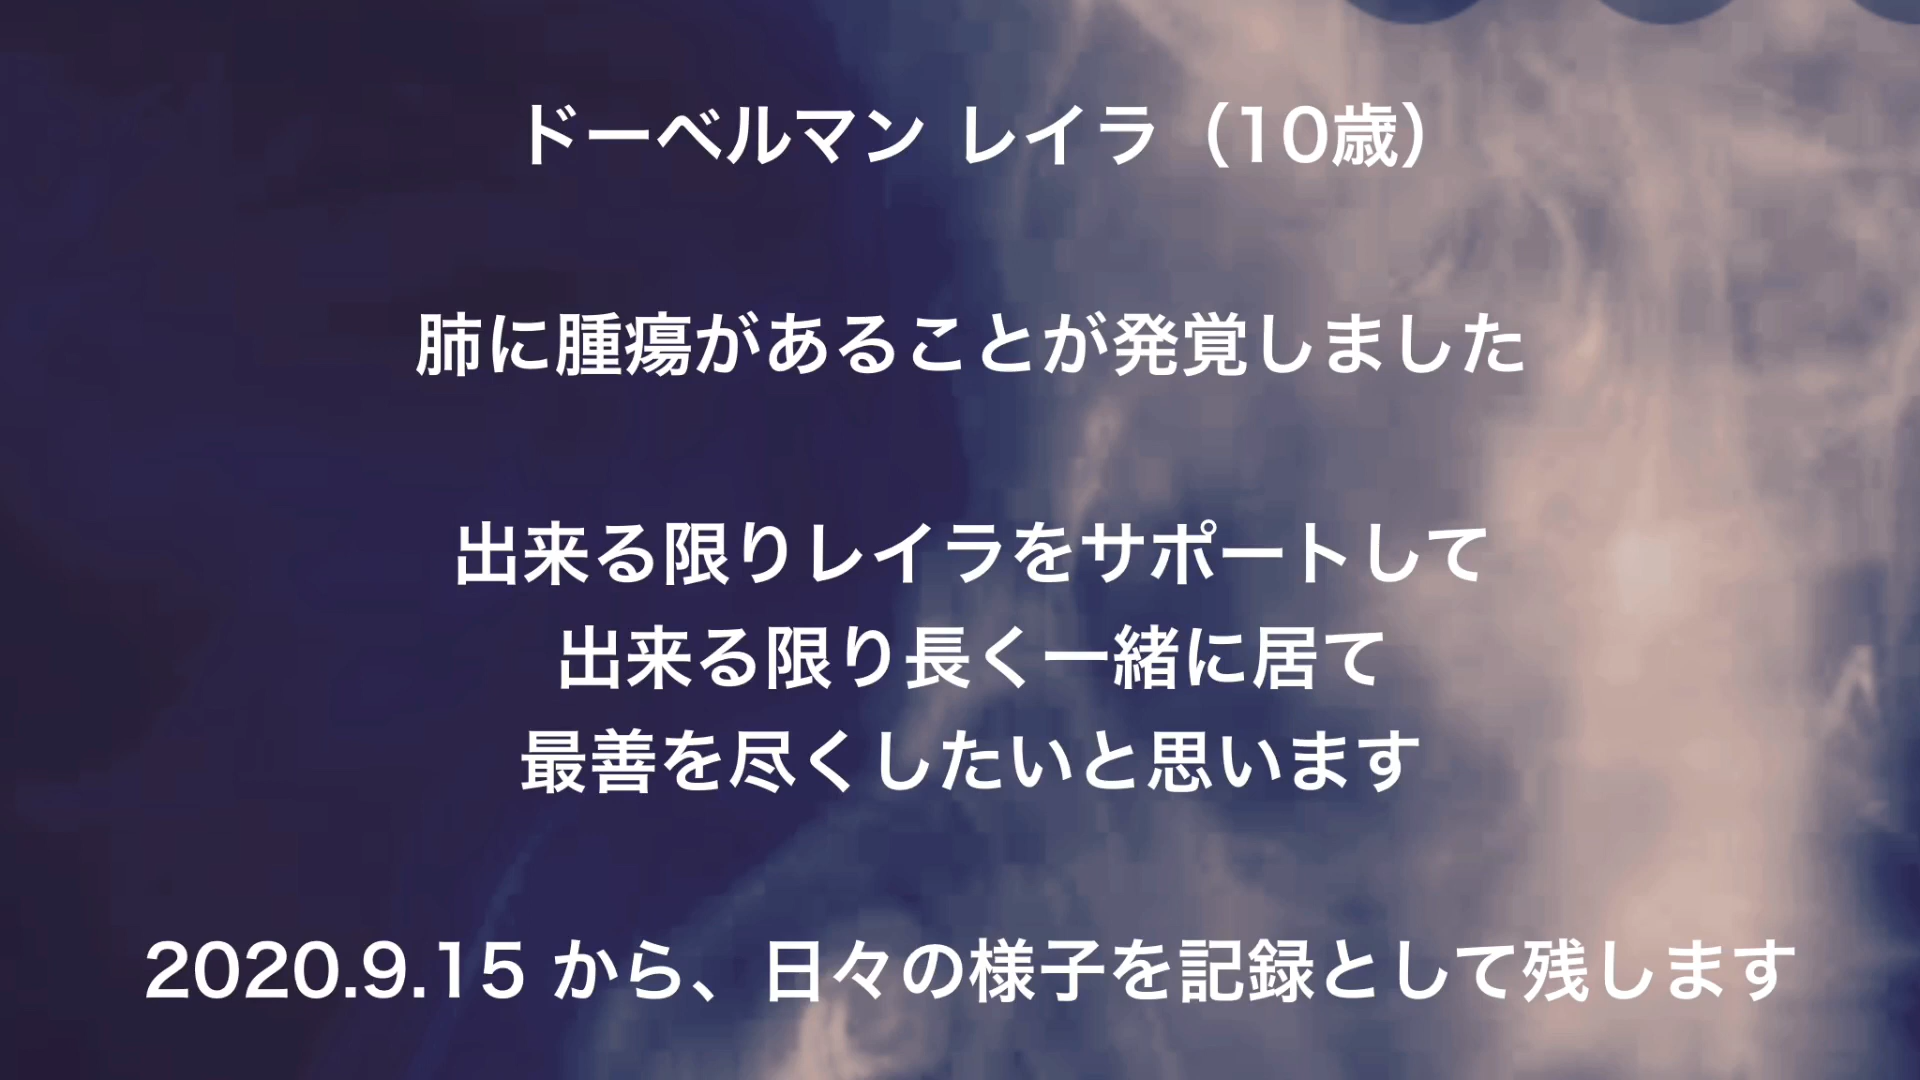 ドーベルマン レイラ（10歳）
肺に腫瘍があることが発覚しました
出来る限りレイラをサポートして
出来る限り長く一緒に居て
最善を尽くしたいと思います
2020.9.15 から、日々の様子を記録として残します